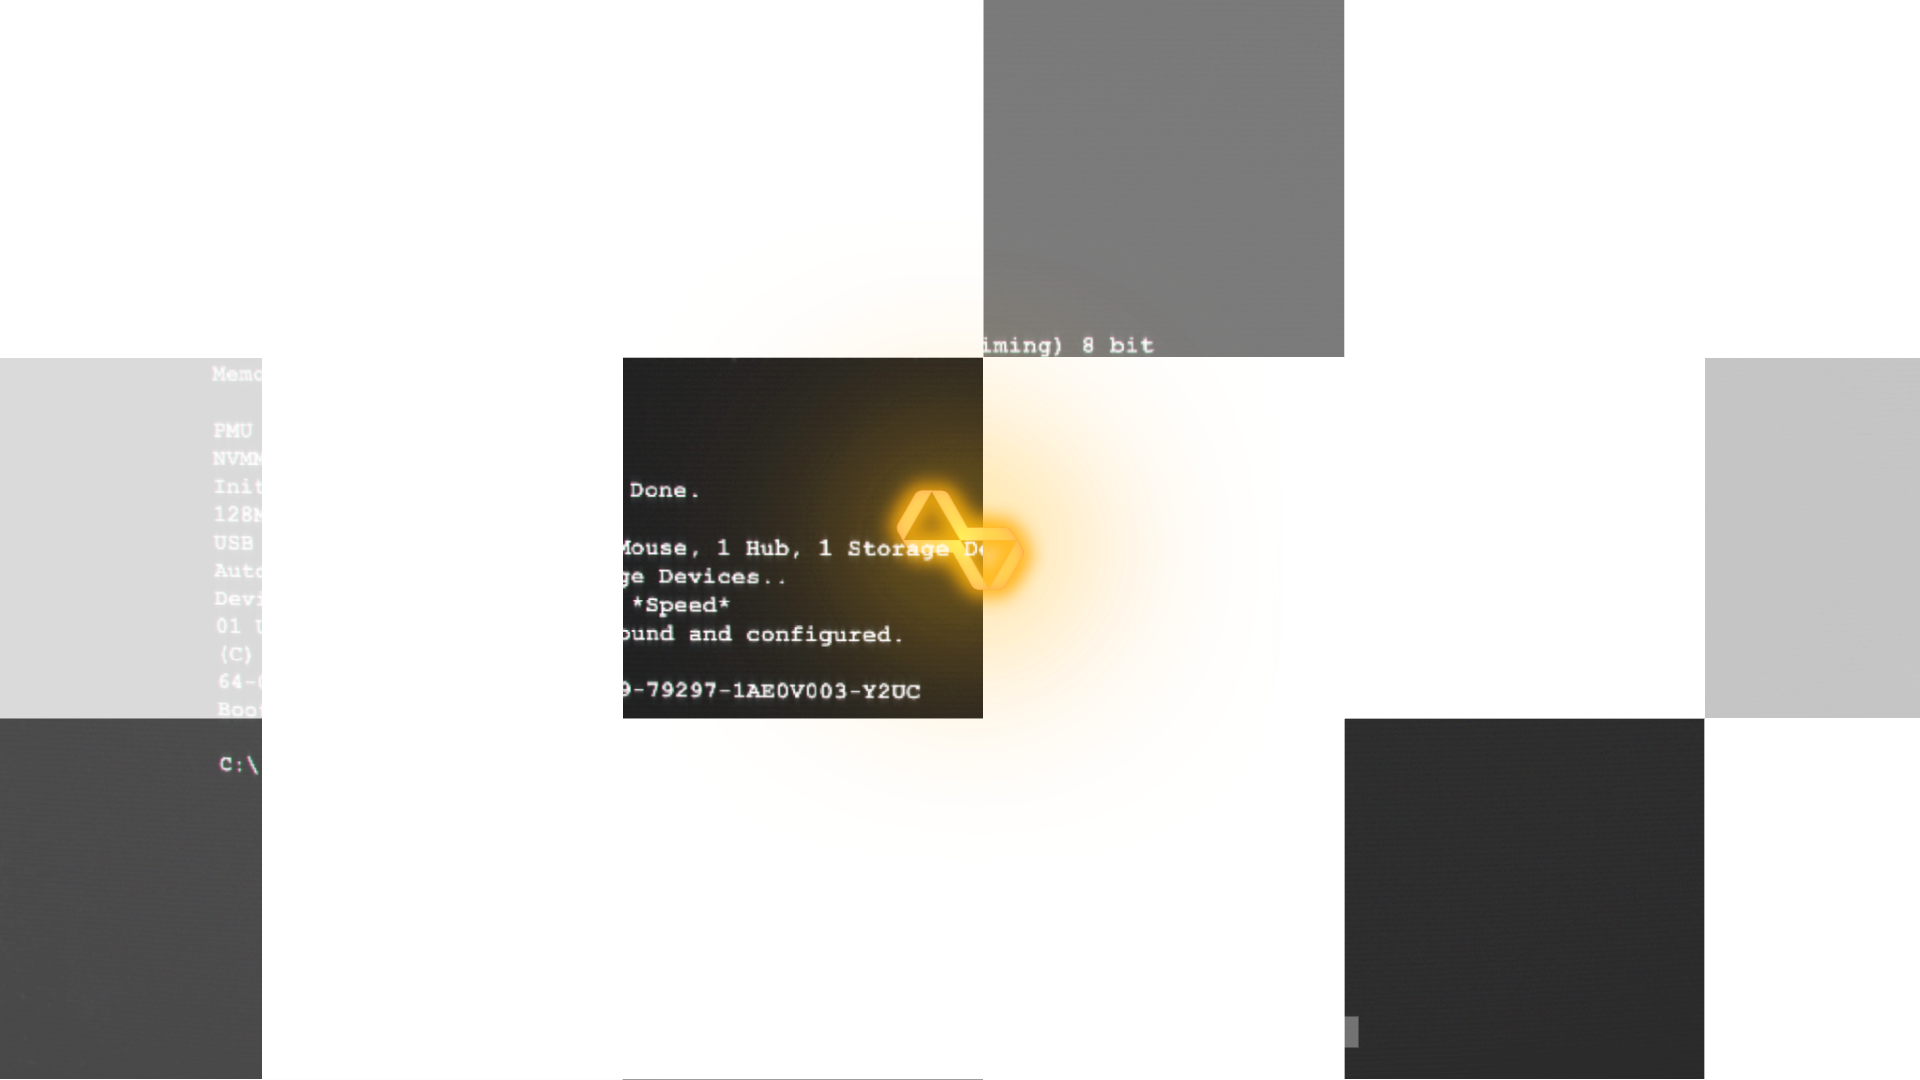 iming) 8 bit
Memo
PMU
NVMM
Init
128M
USB
Done.
Auto
Mouse, 1 Hub, 1 Storage De
Devi
ge Devices..
01 U
*Speed*
(C)
ound and configured.
64-
9-79297-1AE0V003-Y2UC
Boo
C:\